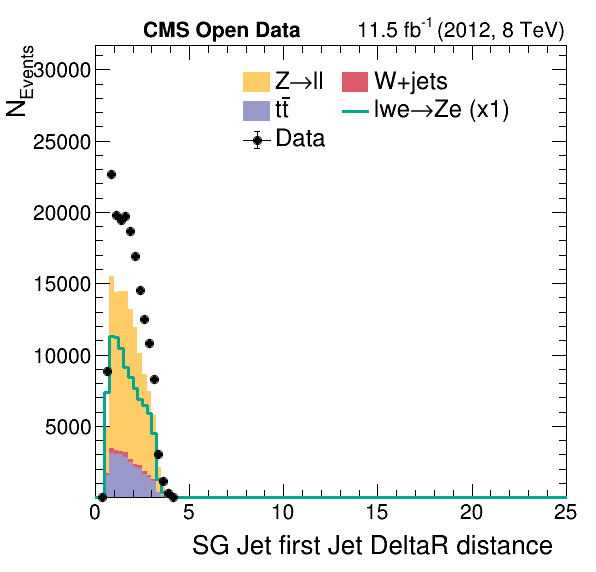 CMS Open Data 11.5 fb⁻¹ (2012, 8 TeV)
N_Events
Z→ll W+jets
tt̄ lwe→Ze (x1)
Data
30000
25000
20000
15000
10000
5000
0 5 10 15 20 25
SG Jet first Jet DeltaR distance